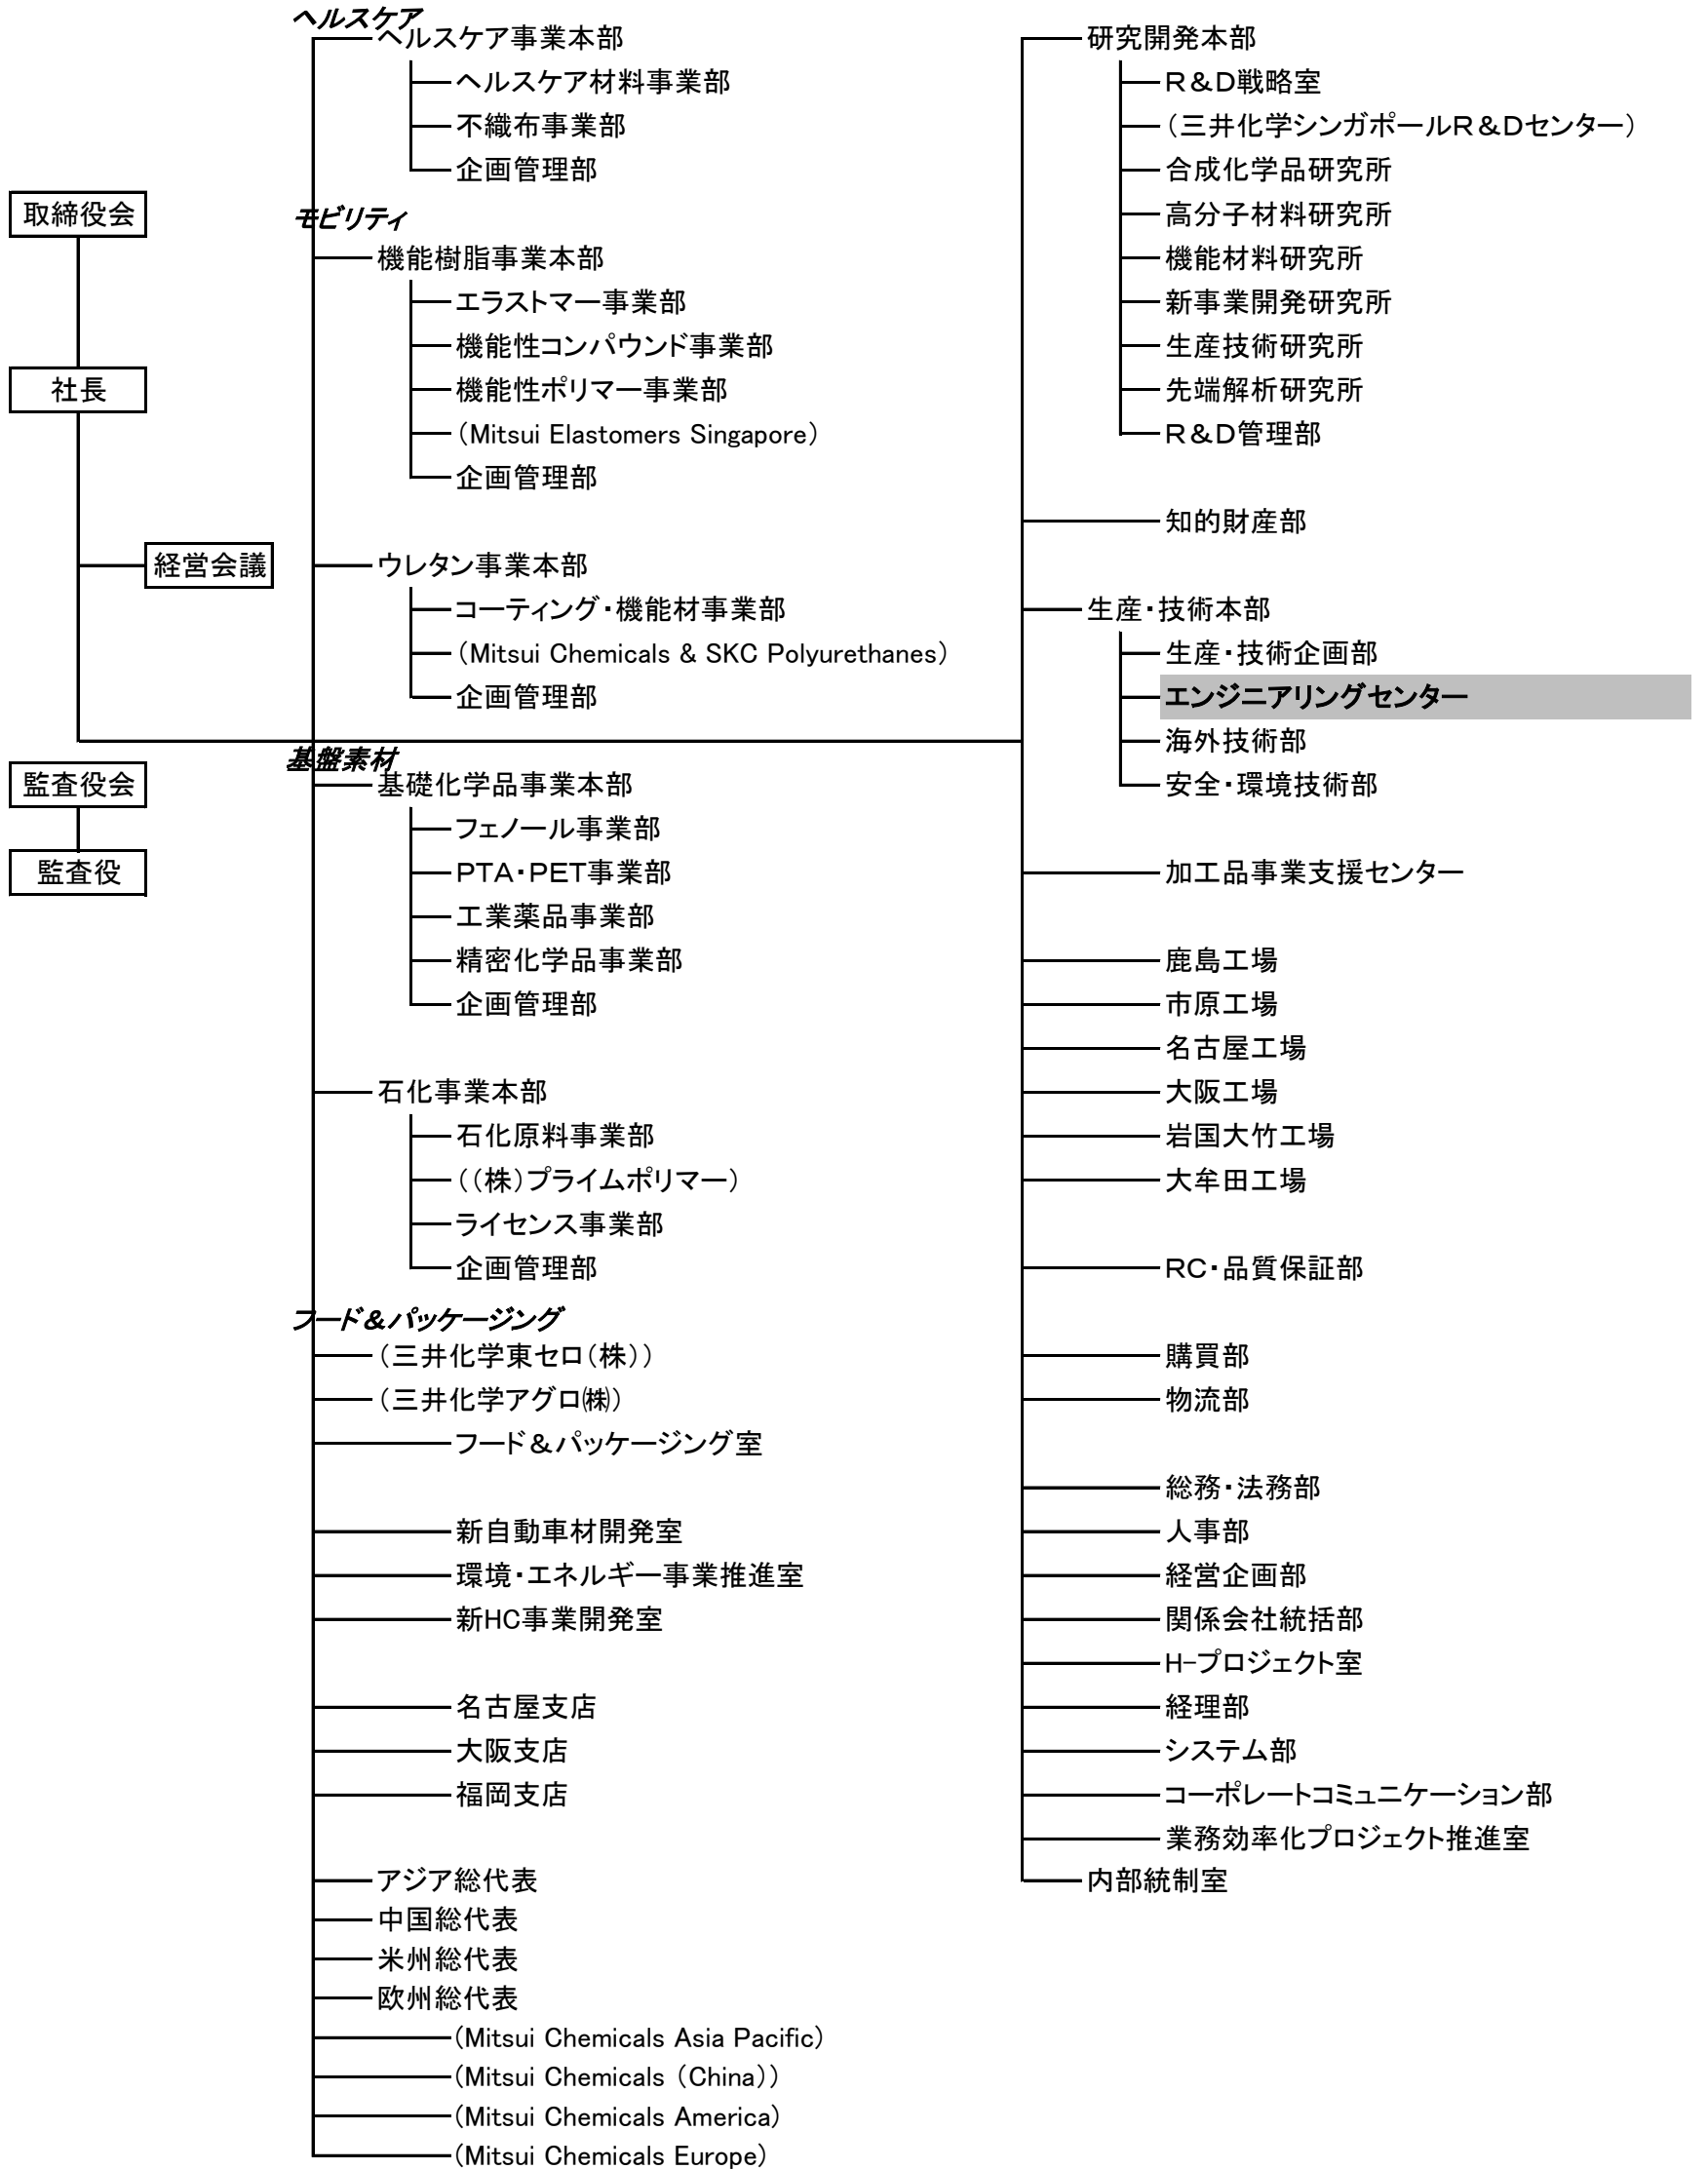 取締役会
社長
経営会議
監査役会
監査役
ヘルスケア
ヘルスケア事業本部
ヘルスケア材料事業部
不織布事業部
企画管理部
モビリティ
機能樹脂事業本部
エラストマー事業部
機能性コンパウンド事業部
機能性ポリマー事業部
(Mitsui Elastomers Singapore)
企画管理部
ウレタン事業本部
コーティング・機能材事業部
(Mitsui Chemicals & SKC Polyurethanes)
企画管理部
基盤素材
基礎化学品事業本部
フェノール事業部
PTA・PET事業部
工業薬品事業部
精密化学品事業部
企画管理部
石化事業本部
石化原料事業部
((株)プライムポリマー)
ライセンス事業部
企画管理部
フード&パッケージング
(三井化学東セロ(株))
(三井化学アグロ㈱)
フード&パッケージング室
新自動車材開発室
環境・エネルギー事業推進室
新HC事業開発室
名古屋支店
大阪支店
福岡支店
アジア総代表
中国総代表
米州総代表
欧州総代表
(Mitsui Chemicals Asia Pacific)
(Mitsui Chemicals (China))
(Mitsui Chemicals America)
(Mitsui Chemicals Europe)
研究開発本部
R&D戦略室
(三井化学シンガポールR&Dセンター)
合成化学品研究所
高分子材料研究所
機能材料研究所
新事業開発研究所
生産技術研究所
先端解析研究所
R&D管理部
知的財産部
生産・技術本部
生産・技術企画部
エンジニアリングセンター
海外技術部
安全・環境技術部
加工品事業支援センター
鹿島工場
市原工場
名古屋工場
大阪工場
岩国大竹工場
大牟田工場
RC・品質保証部
購買部
物流部
総務・法務部
人事部
経営企画部
関係会社統括部
H-プロジェクト室
経理部
システム部
コーポレートコミュニケーション部
業務効率化プロジェクト推進室
内部統制室